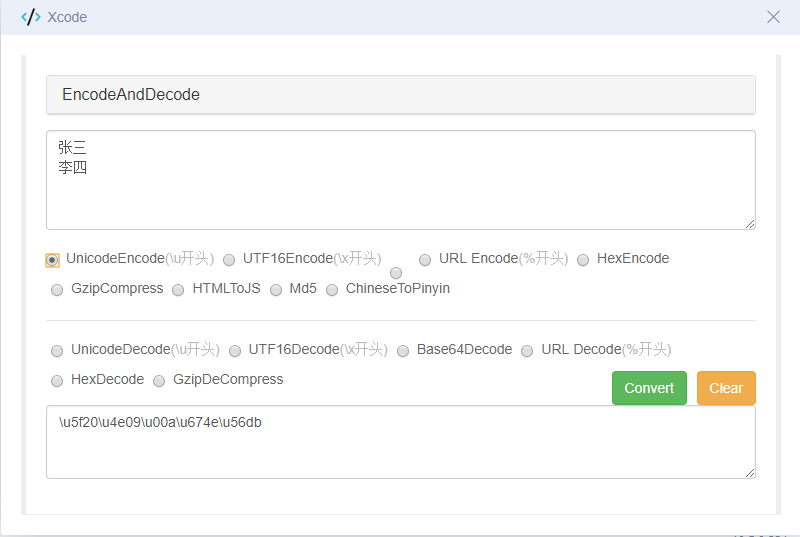 Xcode
EncodeAndDecode
张三
李四
UnicodeEncode(\u开头) UTF16Encode(\x开头) URL Encode(%开头) HexEncode
GzipCompress HTMLToJS Md5 ChineseToPinyin
UnicodeDecode(\u开头) UTF16Decode(\x开头) Base64Decode URL Decode(%开头)
HexDecode GzipDeCompress
Convert Clear
\u5f20\u4e09\u00a\u674e\u56db